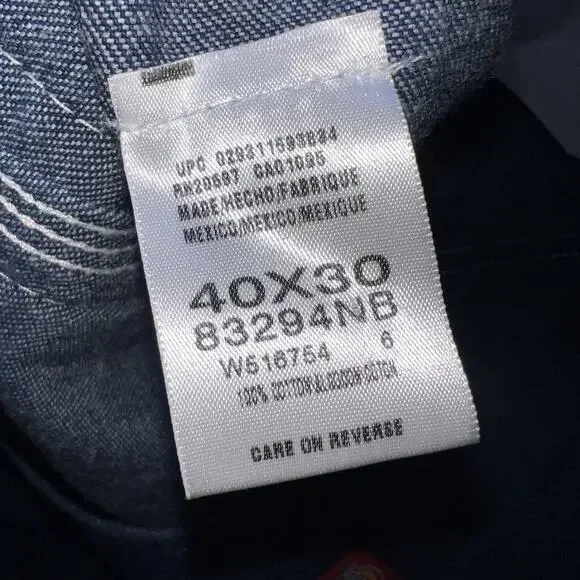 UPC 029311693834
RN20697 CA01095
MADE/HECHO/FABRIQUE
MEXICO/MEXICO/MEXIQUE
40X30
83294NB
W516754 6
100% COTTON/ALGODON/COTON
CARE ON REVERSE